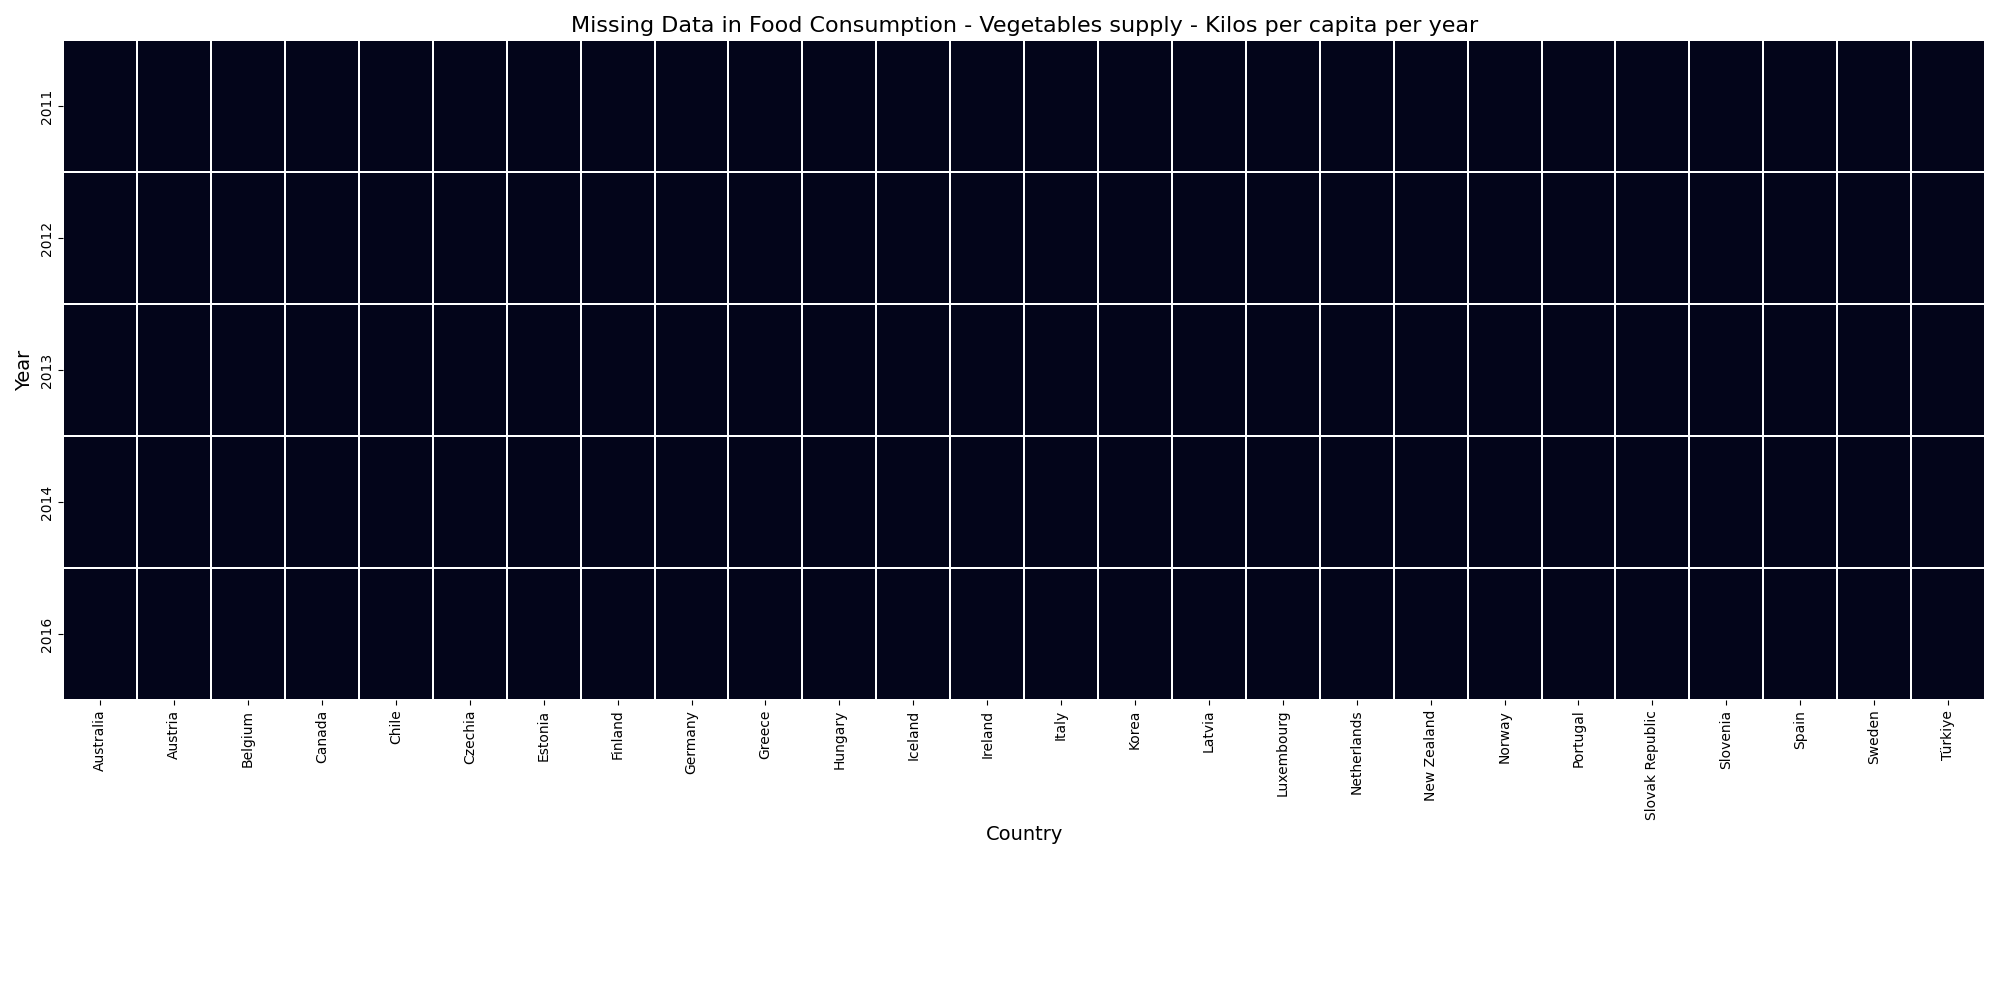 Missing Data in Food Consumption - Vegetables supply - Kilos per capita per year
Year
2011
2012
2013
2014
2016
Australia
Austria
Belgium
Canada
Chile
Czechia
Estonia
Finland
Germany
Greece
Hungary
Iceland
Ireland
Italy
Korea
Latvia
Luxembourg
Netherlands
New Zealand
Norway
Portugal
Slovak Republic
Slovenia
Spain
Sweden
Türkiye
Country